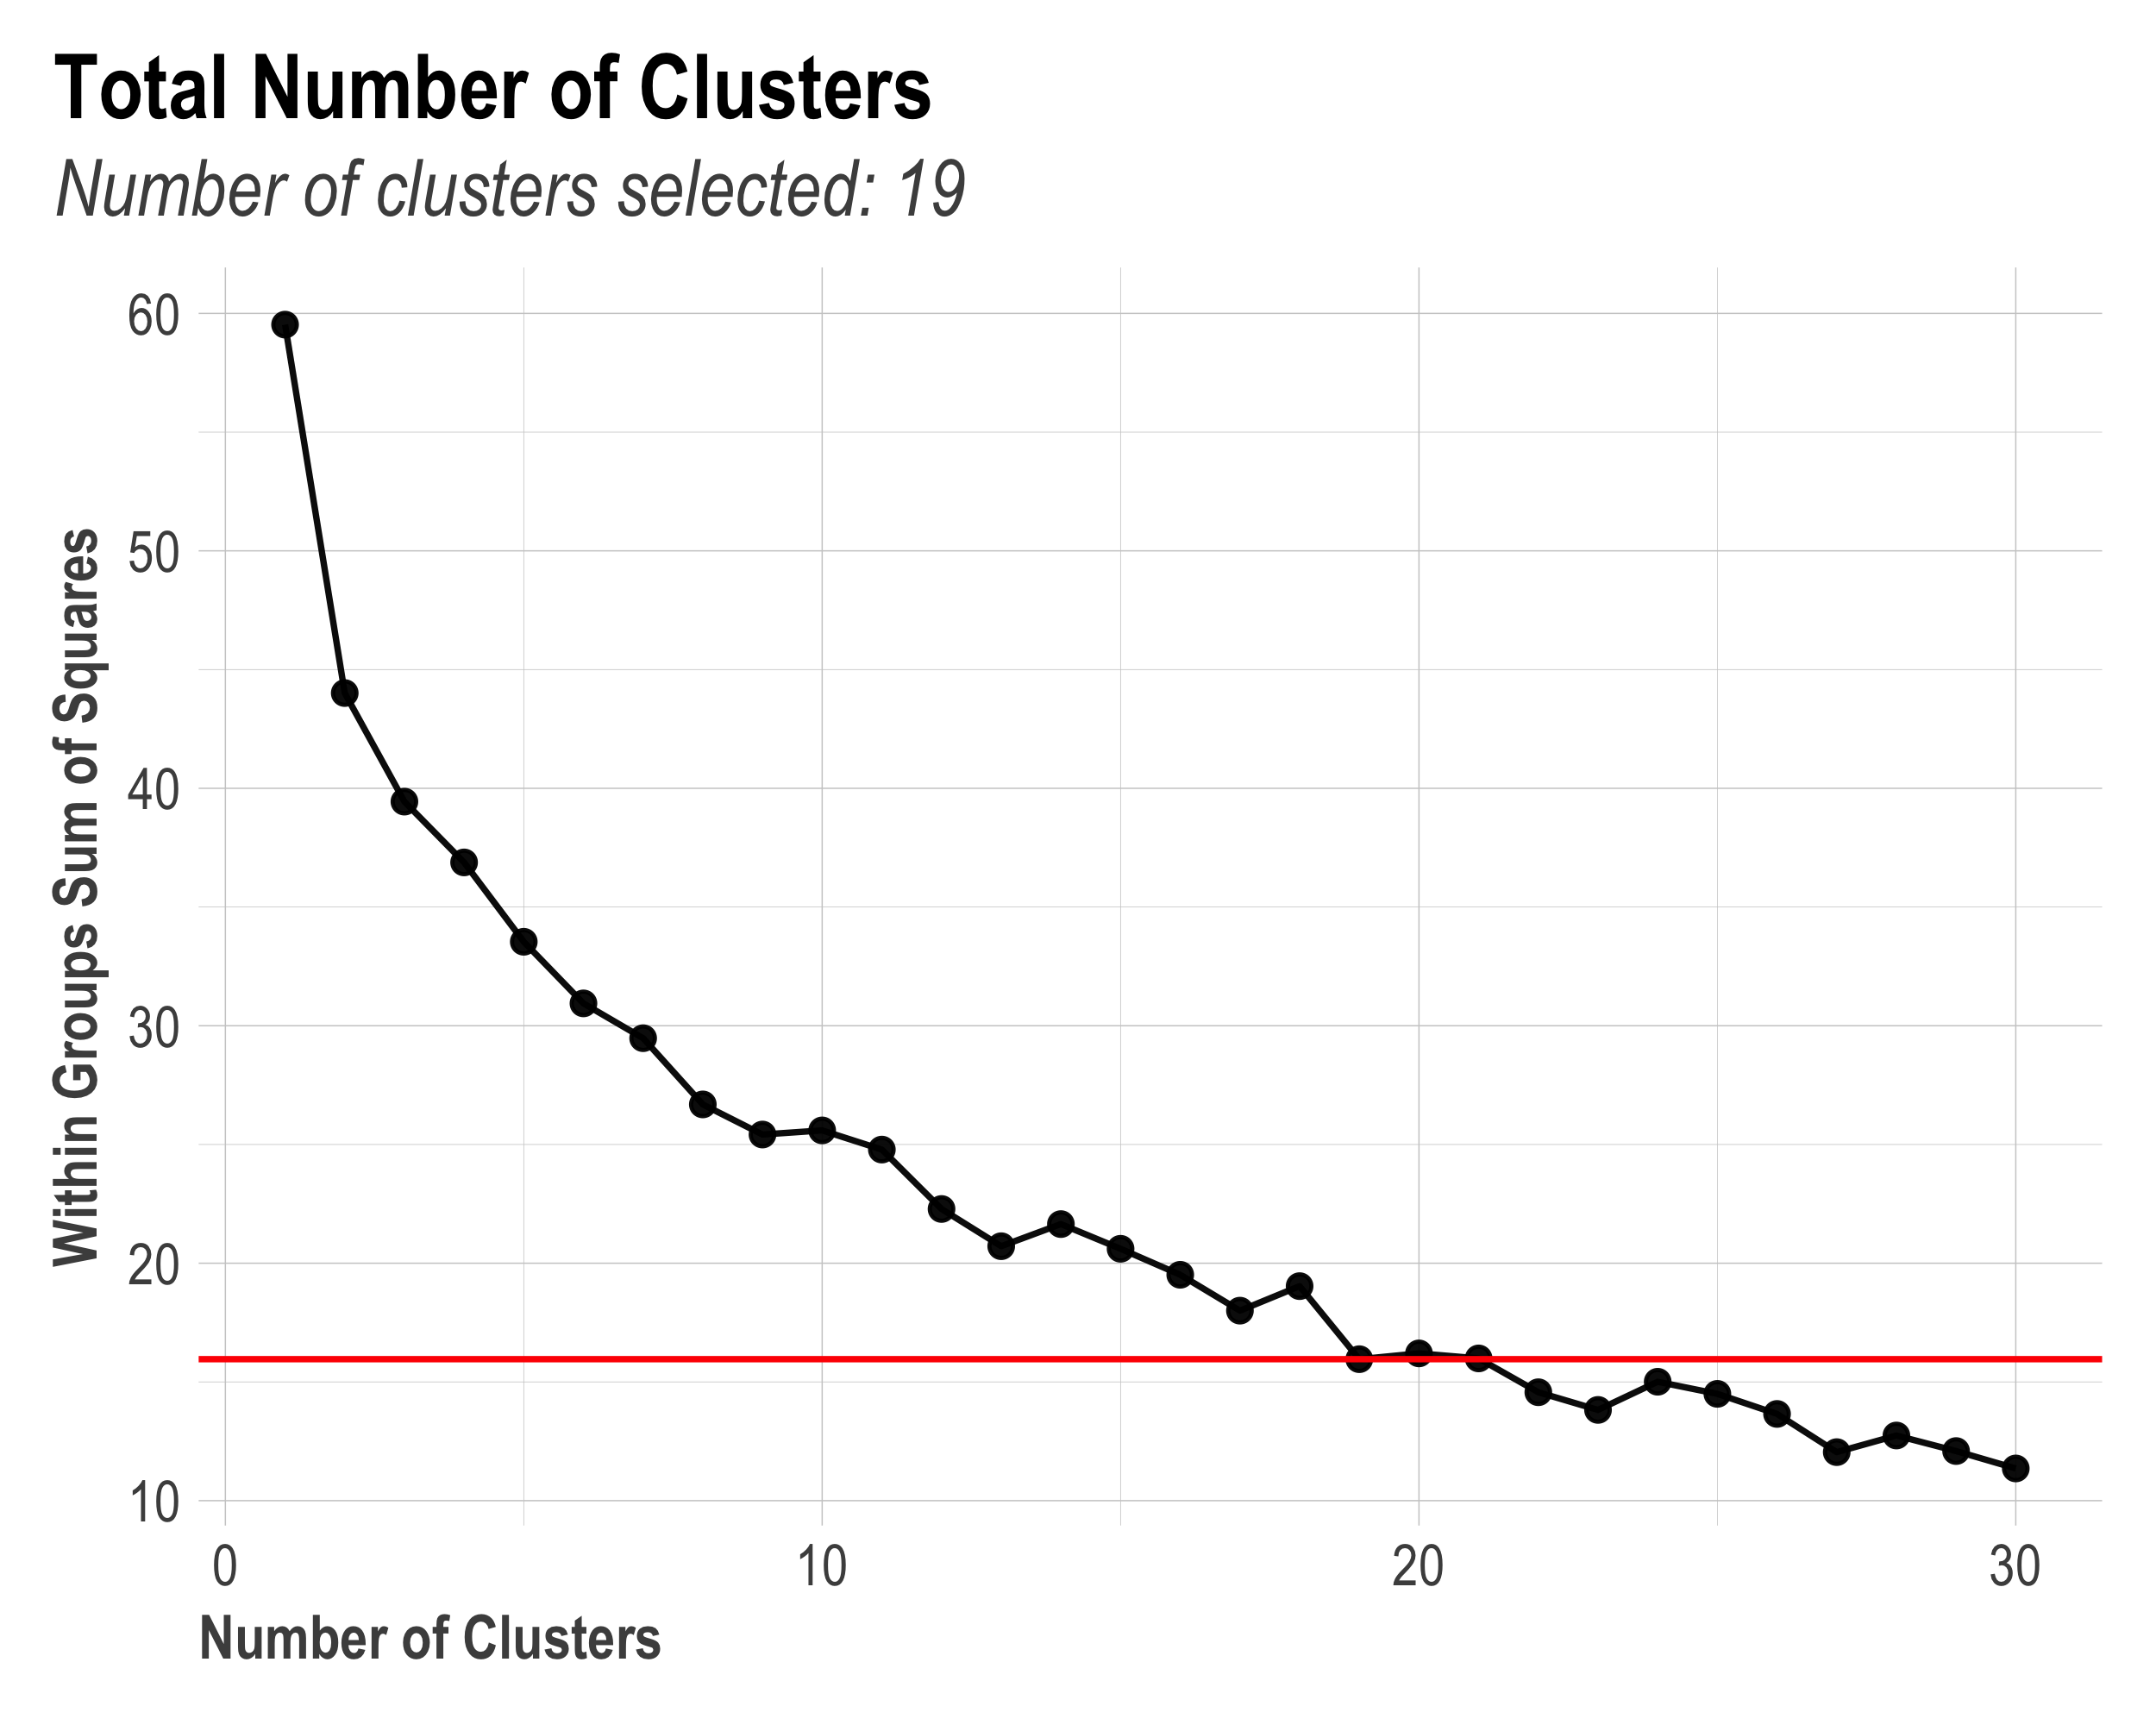 Total Number of Clusters
Number of clusters selected: 19
60
50
40
30
20
10
Within Groups Sum of Squares
0 10 20 30
Number of Clusters